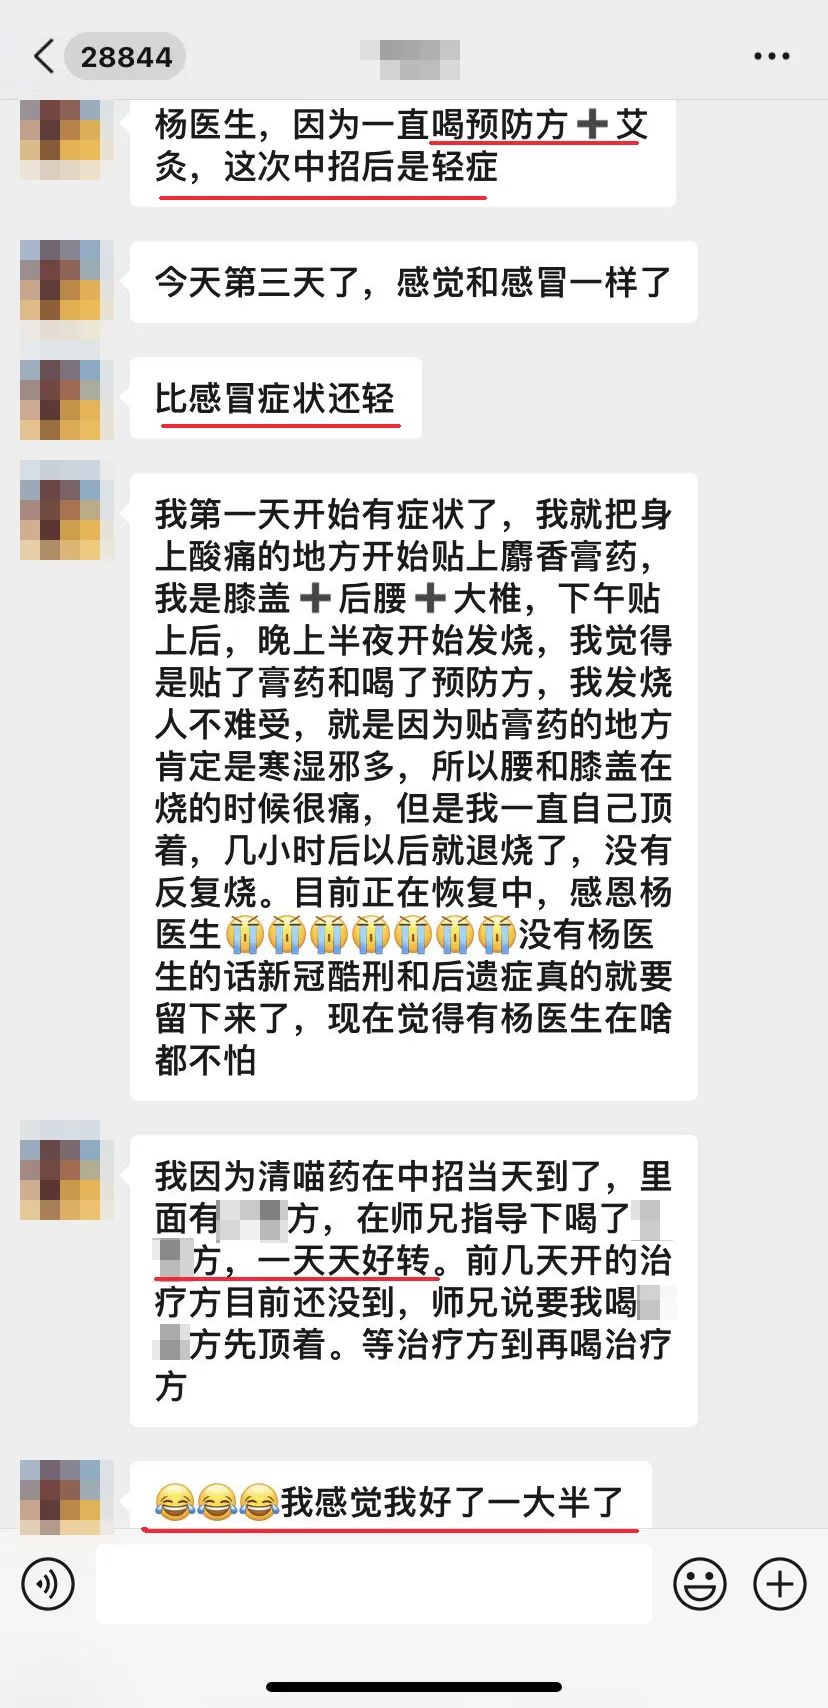 28844
杨医生，因为一直喝预防方➕艾
灸，这次中招后是轻症
今天第三天了，感觉和感冒一样了
比感冒症状还轻
我第一天开始有症状了，我就把身
上酸痛的地方开始贴上麝香膏药，
我是膝盖➕后腰➕大椎，下午贴
上后，晚上半夜开始发烧，我觉得
是贴了膏药和喝了预防方，我发烧
人不难受，就是因为贴膏药的地方
肯定是寒湿邪多，所以腰和膝盖在
烧的时候很痛，但是我一直自己顶
着，几小时后以后就退烧了，没有
反复烧。目前正在恢复中，感恩杨
医生😭😭😭😭😭😭😭没有杨医
生的话新冠酷刑和后遗症真的就要
留下来了，现在觉得有杨医生在啥
都不怕
我因为清喵药在中招当天到了，里
面有方，在师兄指导下喝了
方，一天天好转。前几天开的治
疗方目前还没到，师兄说要我喝
方先顶着。等治疗方到再喝治疗
方
😂😂😂我感觉我好了一大半了